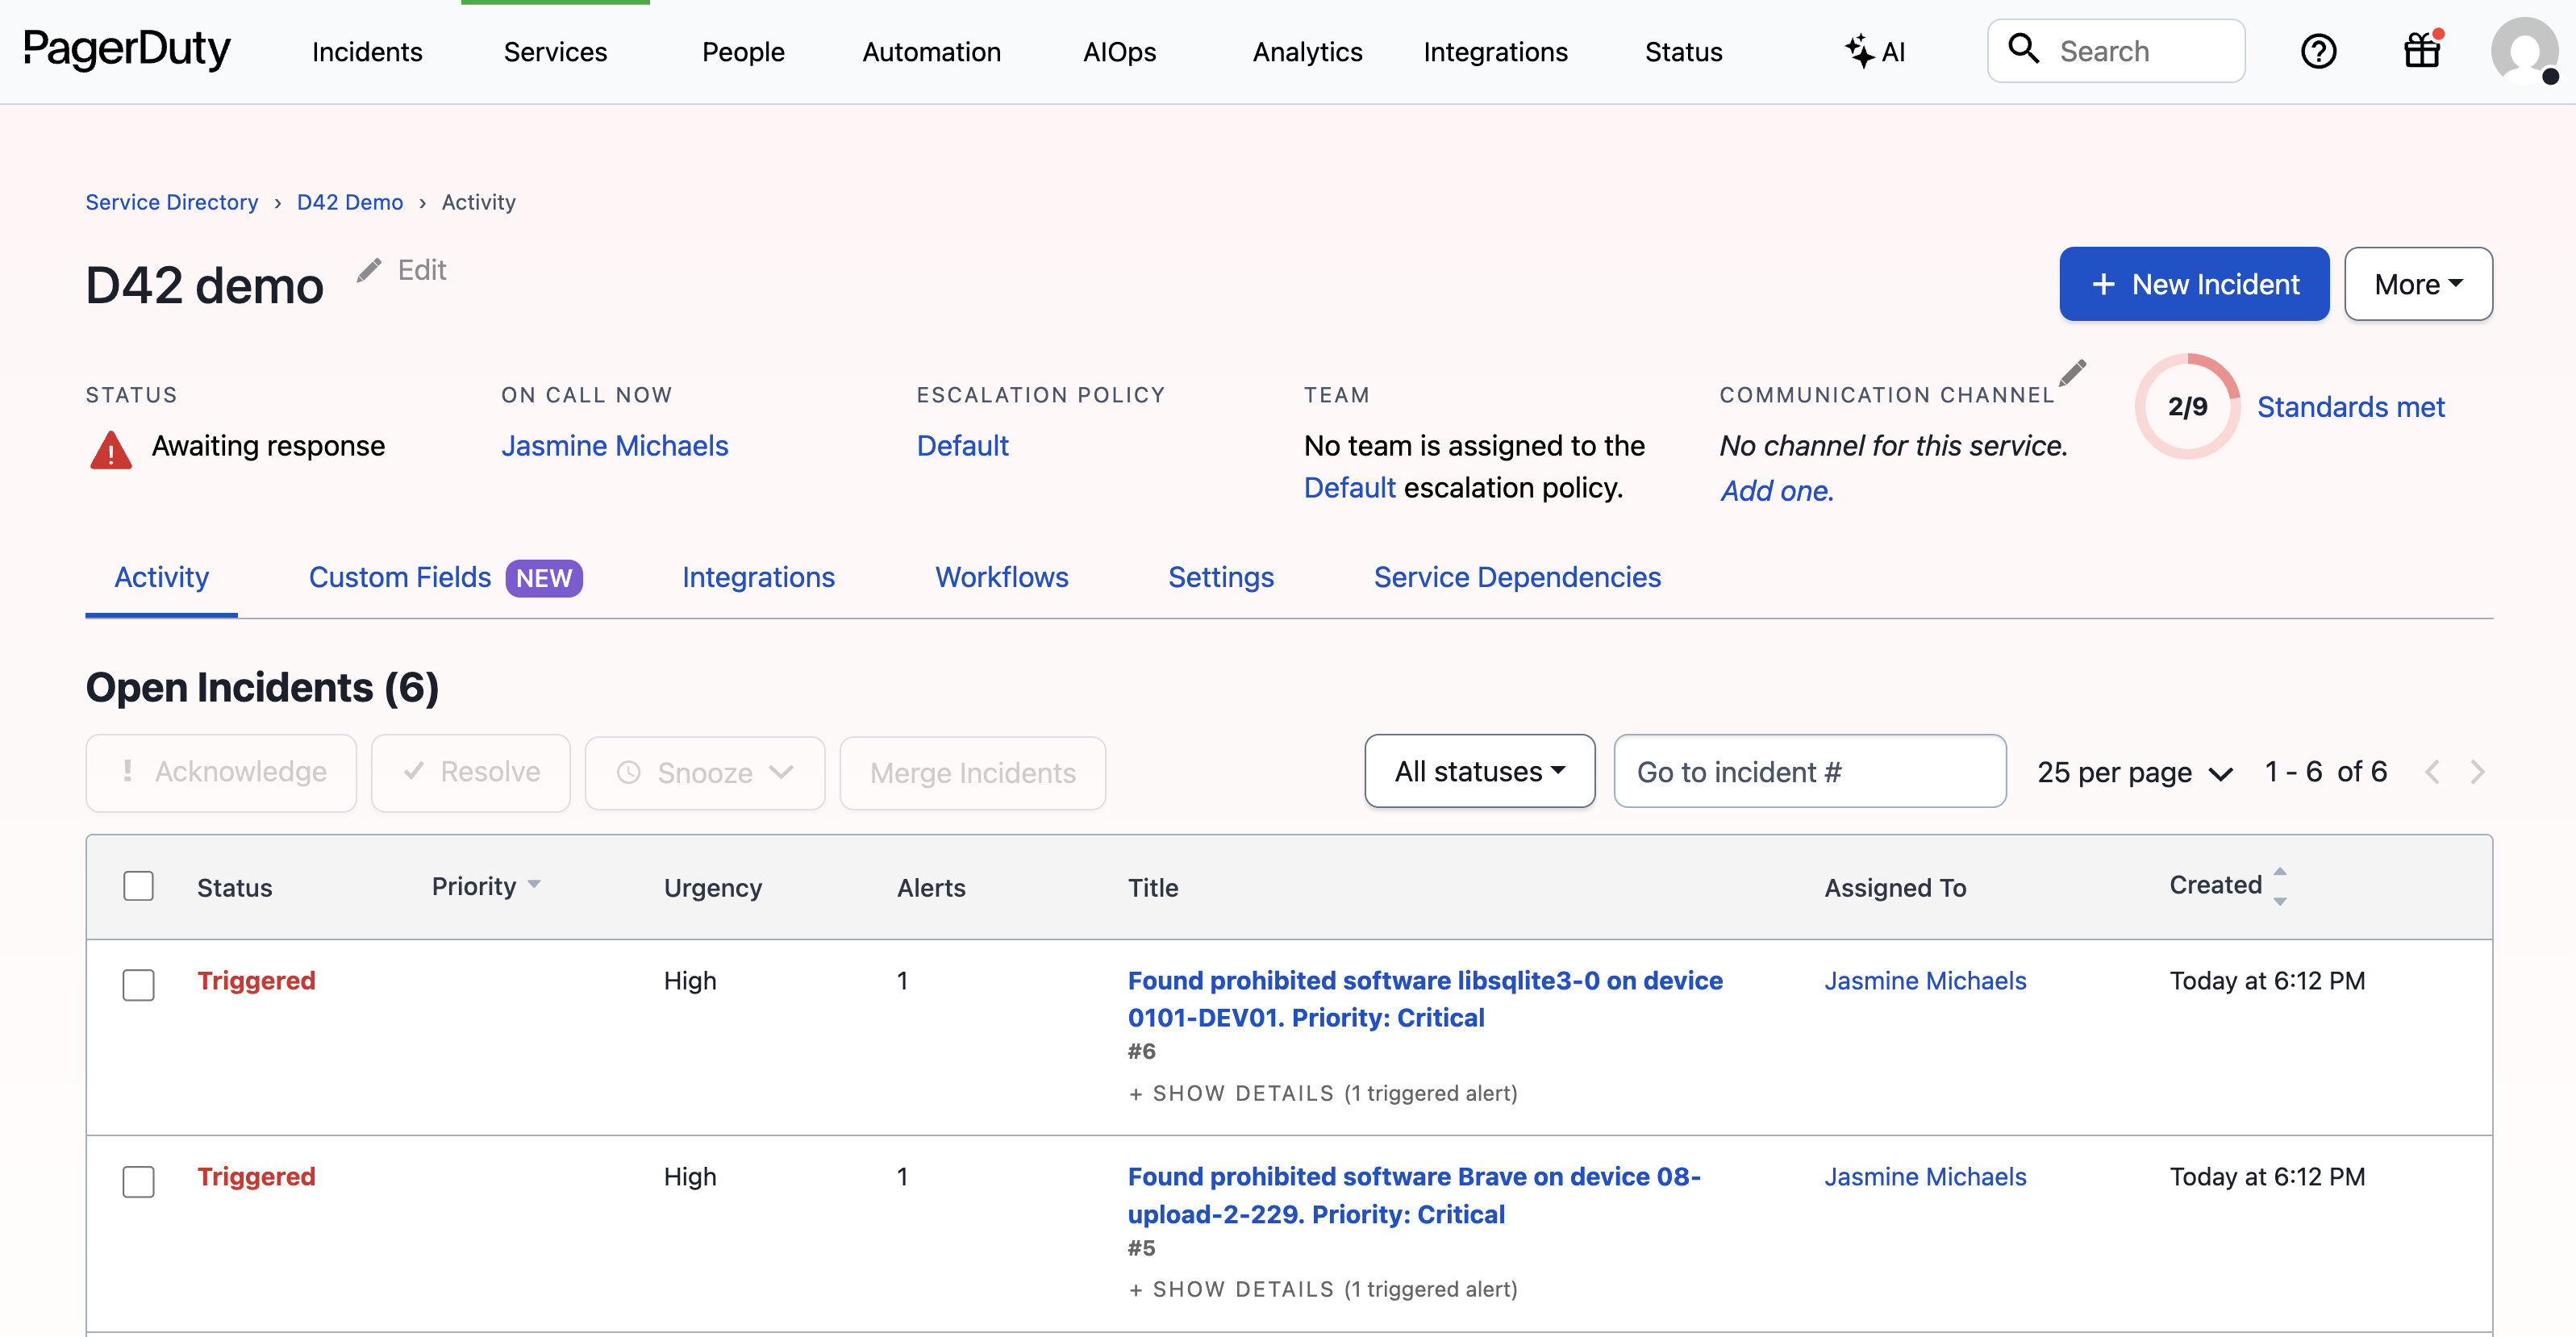 PagerDuty Incidents Services People Automation AIOps Analytics Integrations Status AI Search
Service Directory › D42 Demo › Activity
D42 demo Edit
+ New Incident More
STATUS ON CALL NOW ESCALATION POLICY TEAM COMMUNICATION CHANNEL
Awaiting response Jasmine Michaels Default No team is assigned to the No channel for this service.
Default escalation policy. Add one.
2/9 Standards met
Activity Custom Fields NEW Integrations Workflows Settings Service Dependencies
Open Incidents (6)
Acknowledge Resolve Snooze Merge Incidents All statuses Go to incident # 25 per page 1 - 6 of 6
Status Priority Urgency Alerts Title Assigned To Created
Triggered High 1 Found prohibited software libsqlite3-0 on device Jasmine Michaels Today at 6:12 PM
0101-DEV01. Priority: Critical
#6
+ SHOW DETAILS (1 triggered alert)
Triggered High 1 Found prohibited software Brave on device 08- Jasmine Michaels Today at 6:12 PM
upload-2-229. Priority: Critical
#5
+ SHOW DETAILS (1 triggered alert)